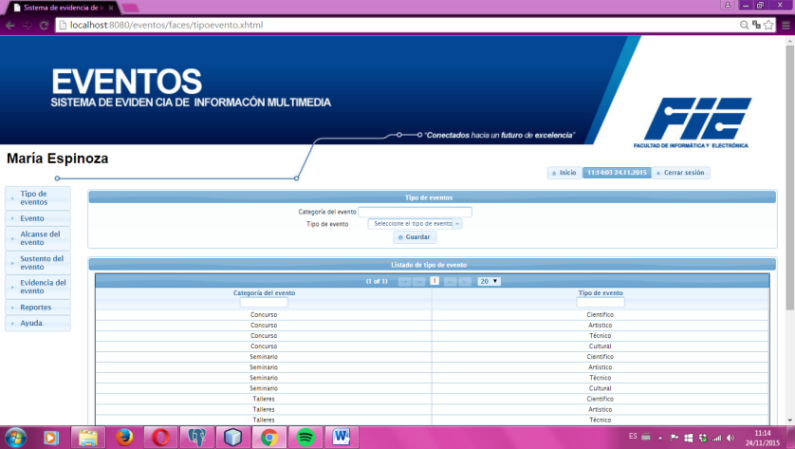 Sistema de evidencia de i
localhost:8080/eventos/faces/tipoevento.xhtml
EVENTOS
SISTEMA DE EVIDEN CIA DE INFORMACÓN MULTIMEDIA
"Conectados hacia un futuro de excelencia"
FIE
FACULTAD DE INFORMÁTICA Y ELECTRÓNICA
María Espinoza
Inicio 11:14:03 24.11.2015 Cerrar sesión
Tipo de
eventos
Evento
Alcanse del
evento
Sustento del
evento
Evidencia del
evento
Reportes
Ayuda
Tipo de eventos
Categoría del evento
Tipo de evento Seleccione el tipo de evento
Guardar
Listado de tipo de evento
(1 of 1) 1 20
Categoría del evento Tipo de evento
Concurso Científico
Concurso Artístico
Concurso Técnico
Concurso Cultural
Seminario Científico
Seminario Artístico
Seminario Técnico
Seminario Cultural
Talleres Científico
Talleres Artístico
Talleres Técnico
ES 11:14
24/11/2015